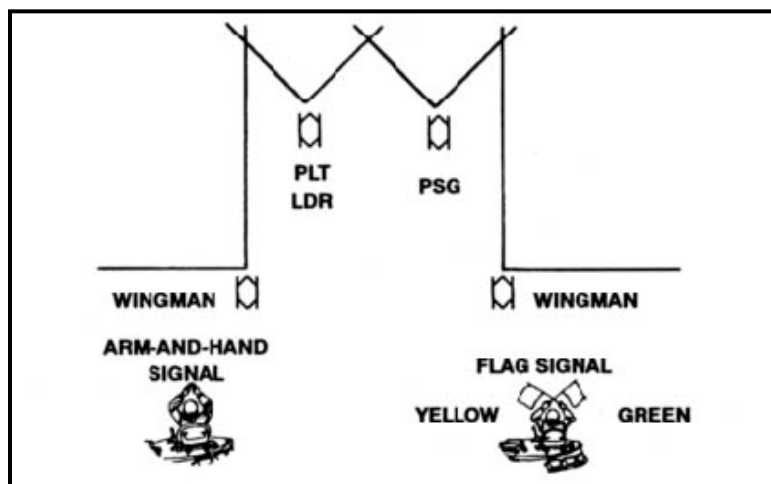 PLT
LDR
PSG
WINGMAN
WINGMAN
ARM-AND-HAND
SIGNAL
FLAG SIGNAL
YELLOW
GREEN